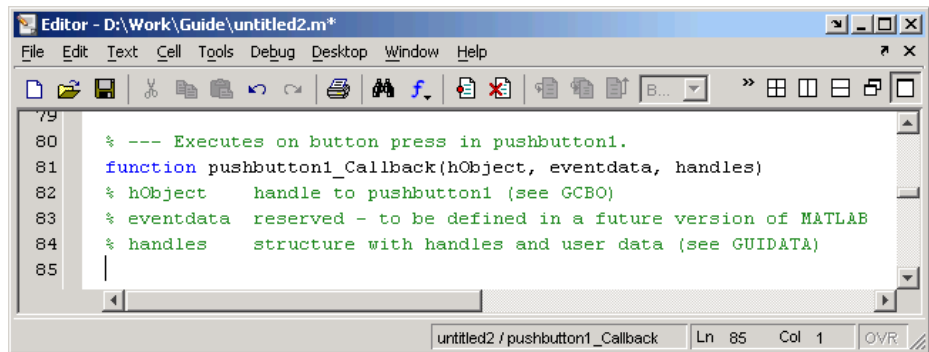 Editor - D:\Work\Guide\untitled2.m*
File Edit Text Cell Tools Debug Desktop Window Help
B...
79
80 % --- Executes on button press in pushbutton1.
81 function pushbutton1_Callback(hObject, eventdata, handles)
82 % hObject    handle to pushbutton1 (see GCBO)
83 % eventdata  reserved - to be defined in a future version of MATLAB
84 % handles    structure with handles and user data (see GUIDATA)
85
untitled2 / pushbutton1_Callback Ln 85 Col 1 OVR